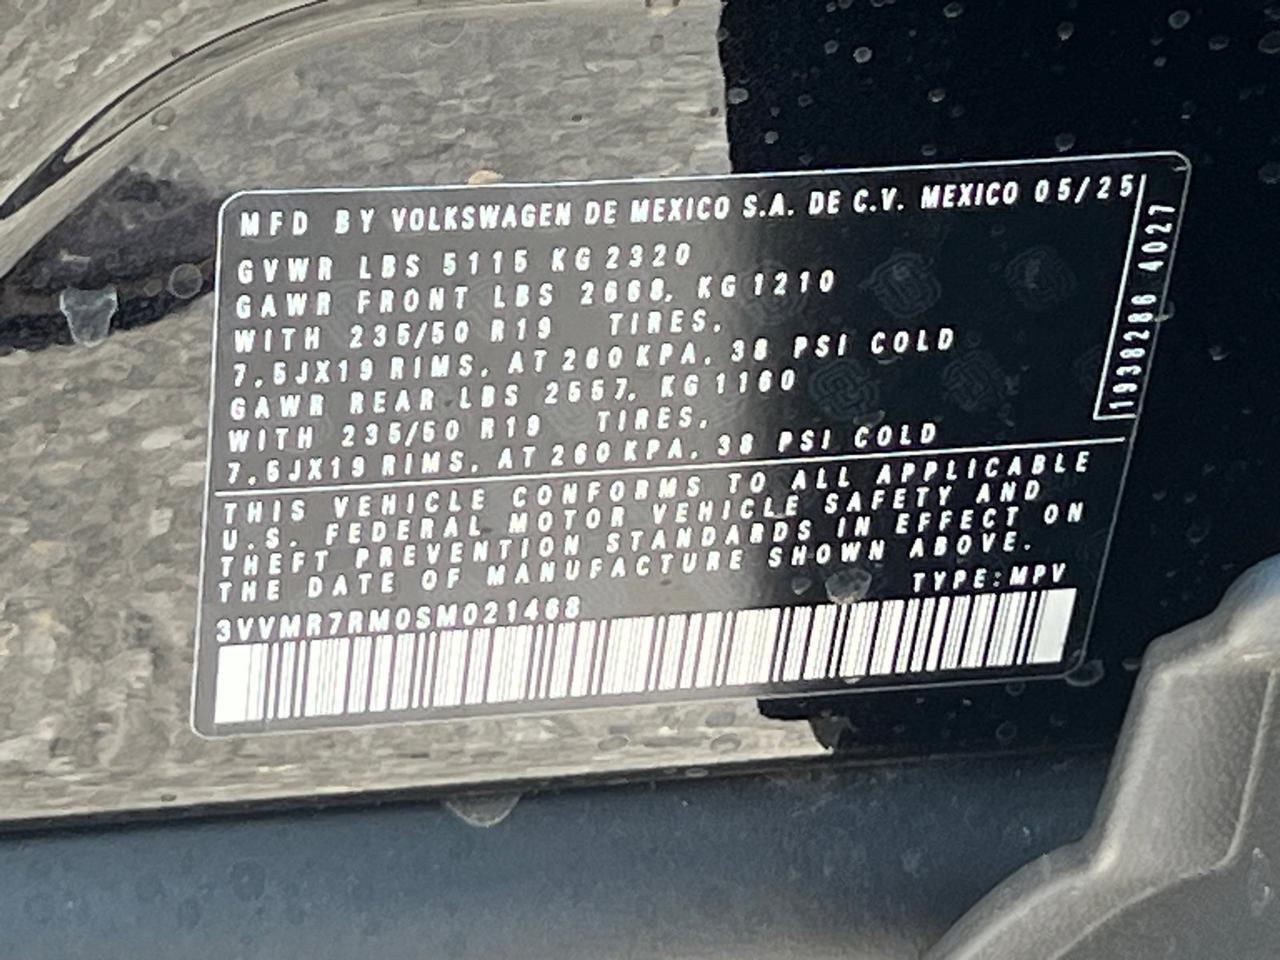 MFD BY VOLKSWAGEN DE MEXICO S.A. DE C.V. MEXICO 05/25
GVWR LBS 5115 KG 2320
GAWR FRONT LBS 2668, KG 1210
WITH 235/50 R19 TIRES,
7.5JX19 RIMS, AT 260 KPA, 38 PSI COLD
GAWR REAR LBS 2557, KG 1160
WITH 235/50 R19 TIRES,
7.5JX19 RIMS, AT 260 KPA, 38 PSI COLD
THIS VEHICLE CONFORMS TO ALL APPLICABLE
U.S. FEDERAL MOTOR VEHICLE SAFETY AND
THEFT PREVENTION STANDARDS IN EFFECT ON
THE DATE OF MANUFACTURE SHOWN ABOVE.
3VVMR7RM0SM021468 TYPE:MPV
1938286 4027